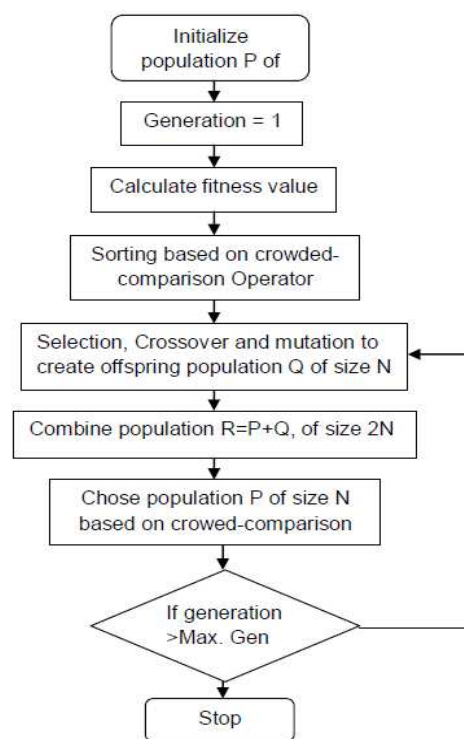 Initialize
population P of
Generation = 1
Calculate fitness value
Sorting based on crowded-
comparison Operator
Selection, Crossover and mutation to
create offspring population Q of size N
Combine population R=P+Q, of size 2N
Chose population P of size N
based on crowed-comparison
If generation
>Max. Gen
Stop